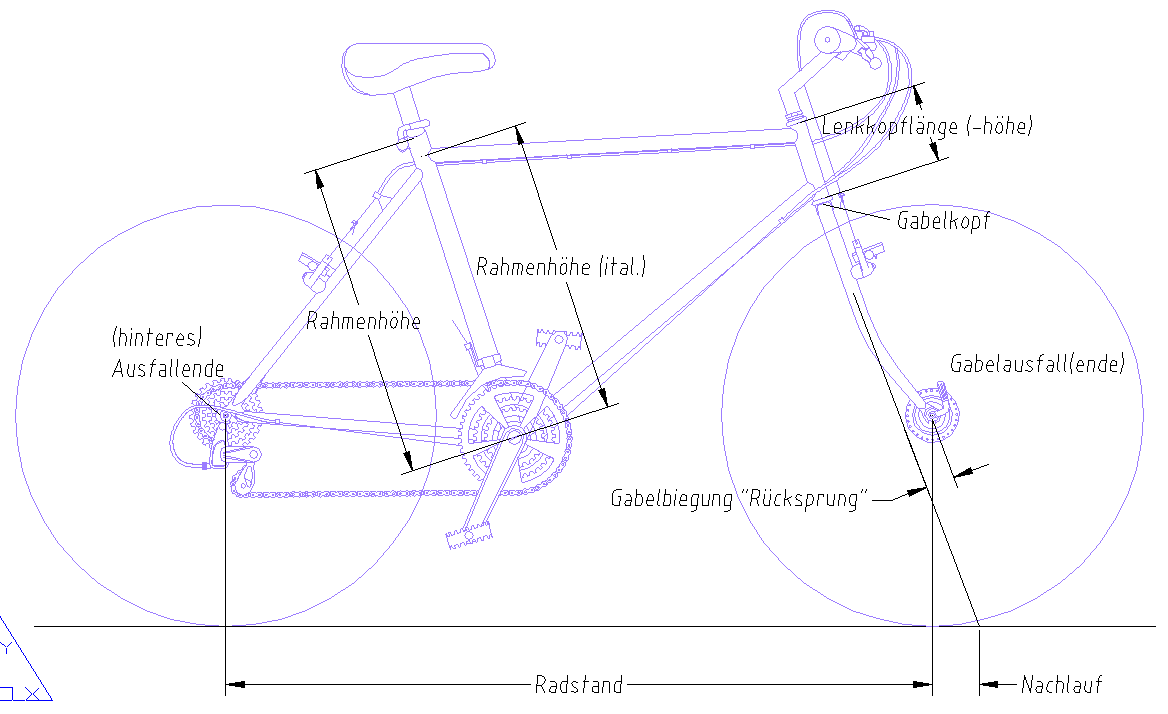 Lenkkopflänge (-höhe)
Gabelkopf
Rahmenhöhe (ital.)
Rahmenhöhe
(hinteres)
Ausfallende
Gabelausfall(ende)
Gabelbiegung "Rücksprung"
Radstand
Nachlauf
Y
X